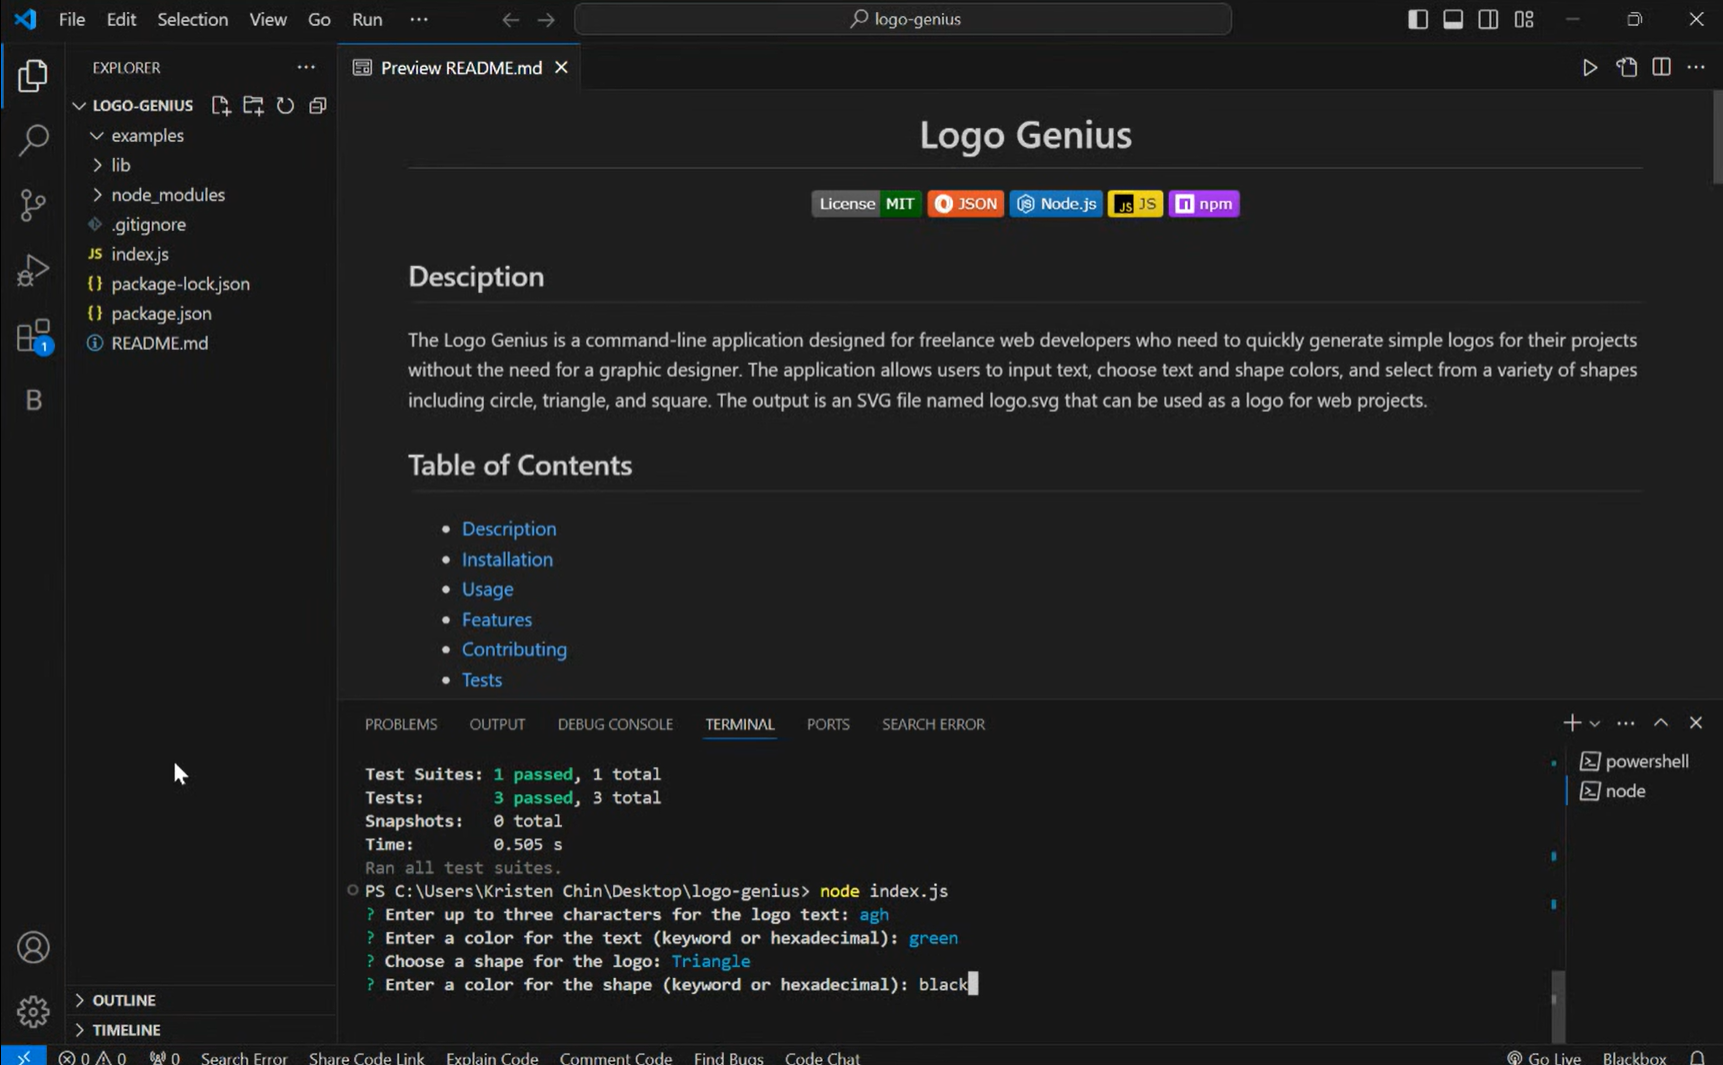 File Edit Selection View Go Run ··· logo-genius
EXPLORER ···
LOGO-GENIUS
examples
lib
node_modules
.gitignore
JS index.js
{} package-lock.json
{} package.json
README.md
1
B
OUTLINE
TIMELINE
Preview README.md
Logo Genius
License MIT JSON Node.js JS JS npm
Desciption
The Logo Genius is a command-line application designed for freelance web developers who need to quickly generate simple logos for their projects
without the need for a graphic designer. The application allows users to input text, choose text and shape colors, and select from a variety of shapes
including circle, triangle, and square. The output is an SVG file named logo.svg that can be used as a logo for web projects.
Table of Contents
• Description
• Installation
• Usage
• Features
• Contributing
• Tests
PROBLEMS OUTPUT DEBUG CONSOLE TERMINAL PORTS SEARCH ERROR
Test Suites: 1 passed, 1 total
Tests: 3 passed, 3 total
Snapshots: 0 total
Time: 0.505 s
Ran all test suites.
PS C:\Users\Kristen Chin\Desktop\logo-genius> node index.js
? Enter up to three characters for the logo text: agh
? Enter a color for the text (keyword or hexadecimal): green
? Choose a shape for the logo: Triangle
? Enter a color for the shape (keyword or hexadecimal): black
powershell
node
0 0 0 Search Error Share Code Link Explain Code Comment Code Find Bugs Code Chat Go Live Blackbox